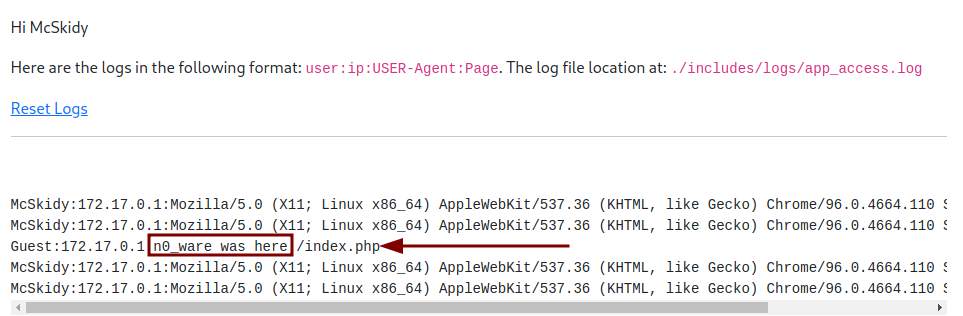 Hi McSkidy
Here are the logs in the following format: user:ip:USER-Agent:Page. The log file location at: ./includes/logs/app_access.log
Reset Logs
McSkidy:172.17.0.1:Mozilla/5.0 (X11; Linux x86_64) AppleWebKit/537.36 (KHTML, like Gecko) Chrome/96.0.4664.110 S
McSkidy:172.17.0.1:Mozilla/5.0 (X11; Linux x86_64) AppleWebKit/537.36 (KHTML, like Gecko) Chrome/96.0.4664.110 S
Guest:172.17.0.1 n0_ware was here /index.php
McSkidy:172.17.0.1:Mozilla/5.0 (X11; Linux x86_64) AppleWebKit/537.36 (KHTML, like Gecko) Chrome/96.0.4664.110 S
McSkidy:172.17.0.1:Mozilla/5.0 (X11; Linux x86_64) AppleWebKit/537.36 (KHTML, like Gecko) Chrome/96.0.4664.110 S